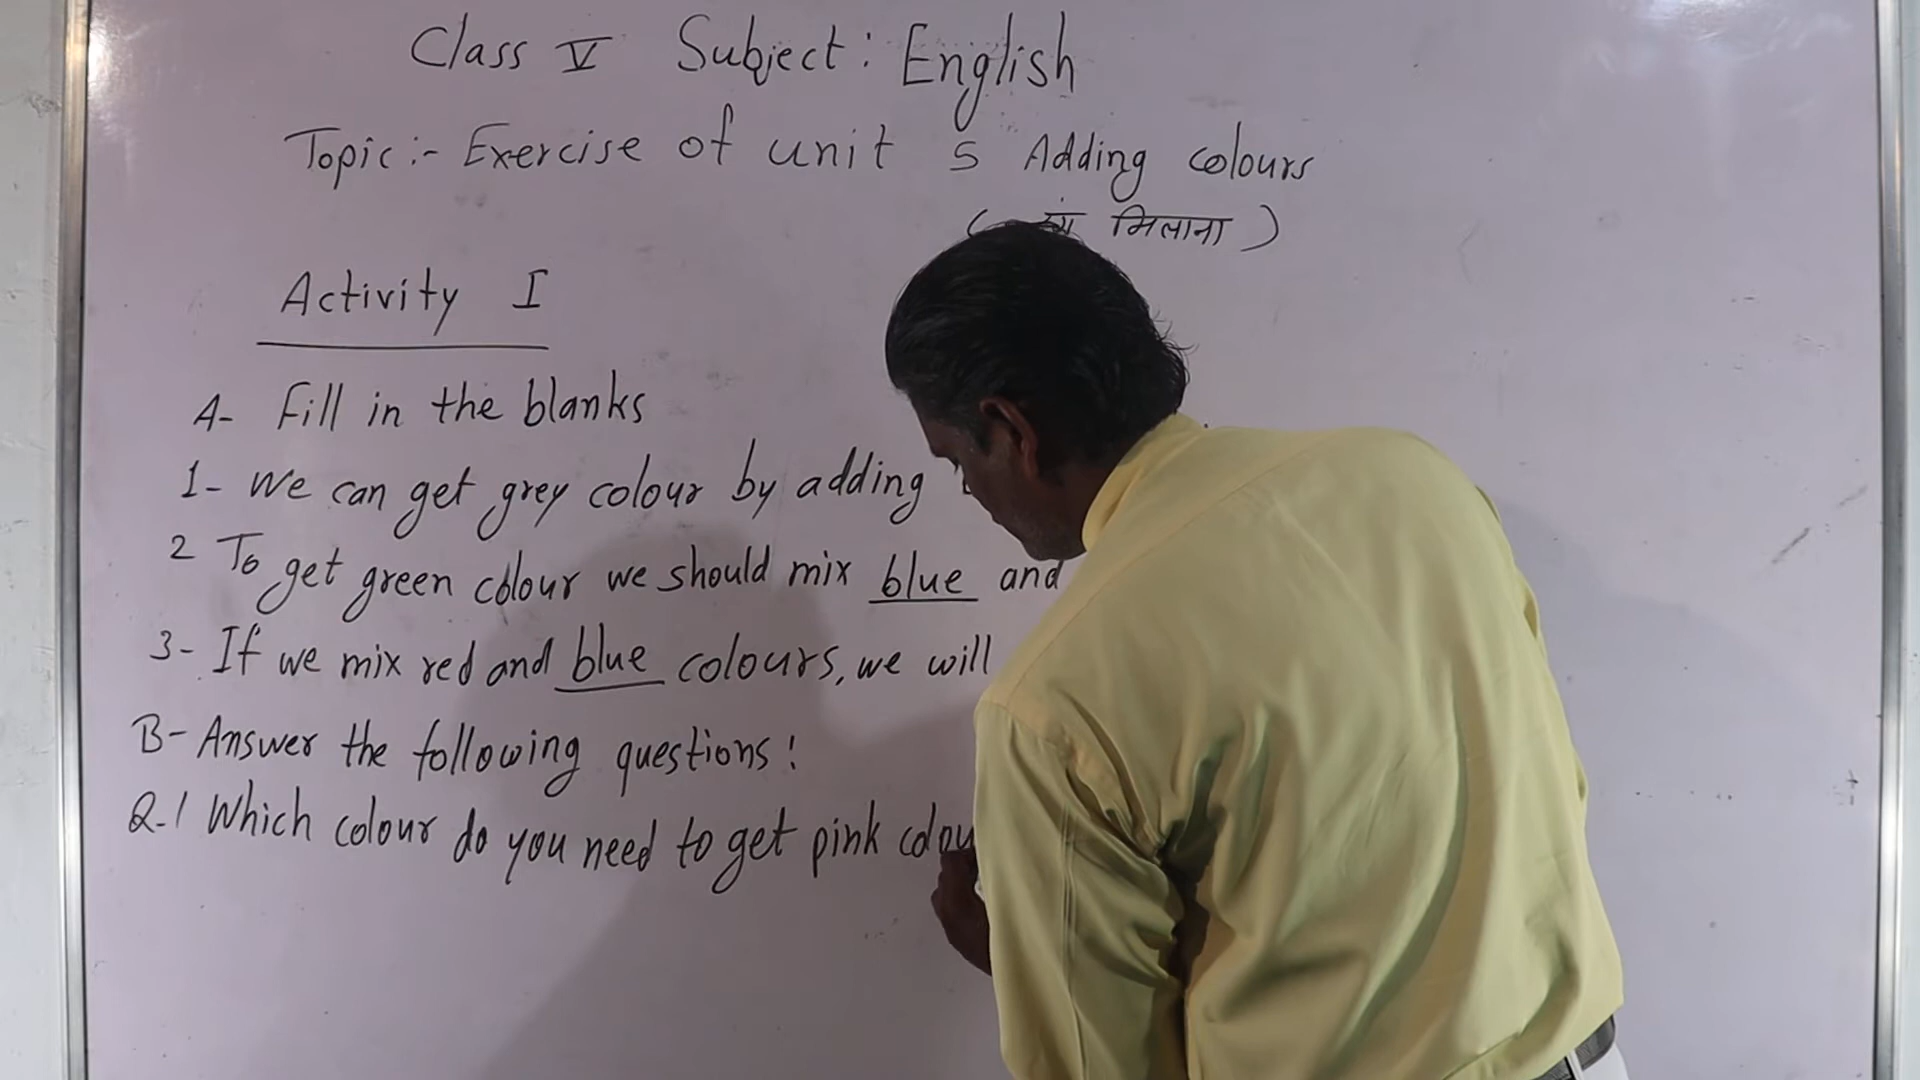 Class V Subject: English
Topic:- Exercise of unit 5 Adding colours
( मिलाना )
Activity I
A- Fill in the blanks
1- We can get grey colour by adding
2 To get green colour we should mix blue and
3- If we mix red and blue colours, we will
B- Answer the following questions!
Q.1 Which colour do you need to get pink colou